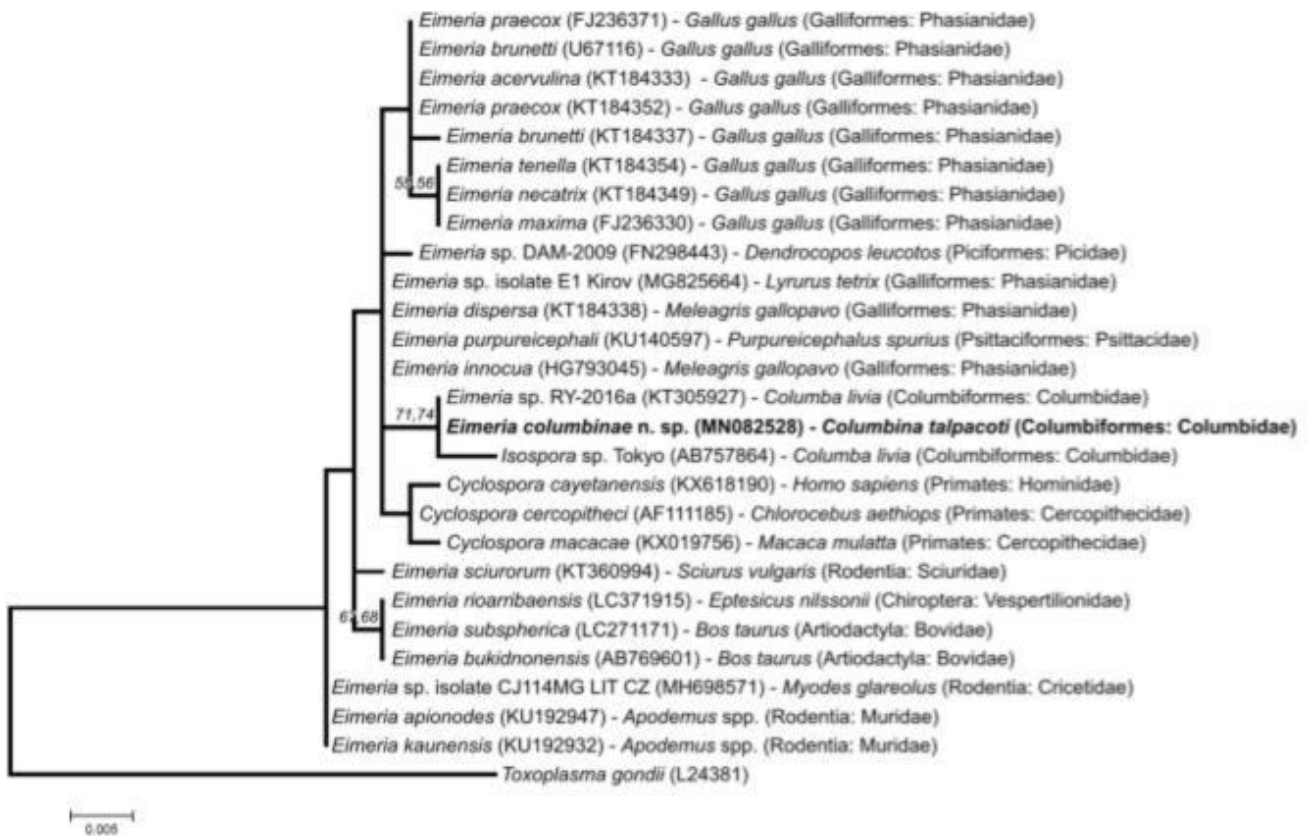 Eimeria praecox (FJ236371) - Gallus gallus (Galliformes: Phasianidae)
Eimeria brunetti (U67116) - Gallus gallus (Galliformes: Phasianidae)
Eimeria acervulina (KT184333) - Gallus gallus (Galliformes: Phasianidae)
Eimeria praecox (KT184352) - Gallus gallus (Galliformes: Phasianidae)
Eimeria brunetti (KT184337) - Gallus gallus (Galliformes: Phasianidae)
Eimeria tenella (KT184354) - Gallus gallus (Galliformes: Phasianidae)
55,56
Eimeria necatrix (KT184349) - Gallus gallus (Galliformes: Phasianidae)
Eimeria maxima (FJ236330) - Gallus gallus (Galliformes: Phasianidae)
Eimeria sp. DAM-2009 (FN298443) - Dendrocopos leucotos (Piciformes: Picidae)
Eimeria sp. isolate E1 Kirov (MG825664) - Lyrurus tetrix (Galliformes: Phasianidae)
Eimeria dispersa (KT184338) - Meleagris gallopavo (Galliformes: Phasianidae)
Eimeria purpureicephali (KU140597) - Purpureicephalus spurius (Psittaciformes: Psittacidae)
Eimeria innocua (HG793045) - Meleagris gallopavo (Galliformes: Phasianidae)
Eimeria sp. RY-2016a (KT305927) - Columba livia (Columbiformes: Columbidae)
71,74
Eimeria columbinae n. sp. (MN082528) - Columbina talpacoti (Columbiformes: Columbidae)
Isospora sp. Tokyo (AB757864) - Columba livia (Columbiformes: Columbidae)
Cyclospora cayetanensis (KX618190) - Homo sapiens (Primates: Hominidae)
Cyclospora cercopitheci (AF111185) - Chlorocebus aethiops (Primates: Cercopithecidae)
Cyclospora macacae (KX019756) - Macaca mulatta (Primates: Cercopithecidae)
Eimeria sciurorum (KT360994) - Sciurus vulgaris (Rodentia: Sciuridae)
Eimeria rioarribaensis (LC371915) - Eptesicus nilssonii (Chiroptera: Vespertilionidae)
67,68
Eimeria subspherica (LC271171) - Bos taurus (Artiodactyla: Bovidae)
Eimeria bukidnonensis (AB769601) - Bos taurus (Artiodactyla: Bovidae)
Eimeria sp. isolate CJ114MG LIT CZ (MH698571) - Myodes glareolus (Rodentia: Cricetidae)
Eimeria apionodes (KU192947) - Apodemus spp. (Rodentia: Muridae)
Eimeria kaunensis (KU192932) - Apodemus spp. (Rodentia: Muridae)
Toxoplasma gondii (L24381)
0.005